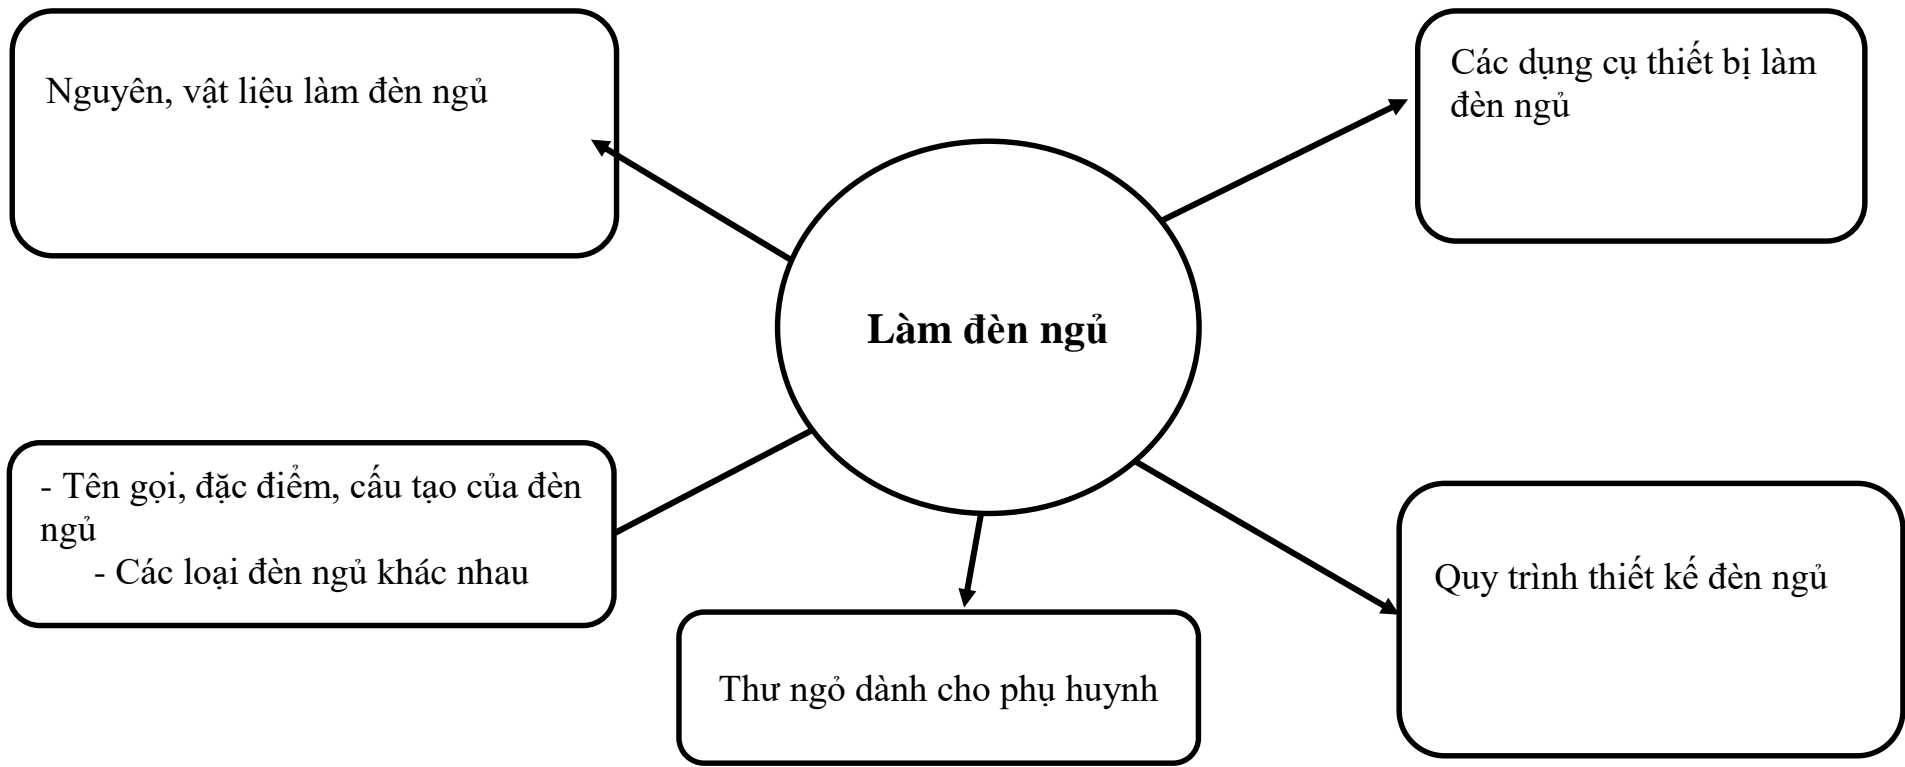 Nguyên, vật liệu làm đèn ngủ
Các dụng cụ thiết bị làm
đèn ngủ
Làm đèn ngủ
- Tên gọi, đặc điểm, cấu tạo của đèn
ngủ
- Các loại đèn ngủ khác nhau
Quy trình thiết kế đèn ngủ
Thư ngỏ dành cho phụ huynh